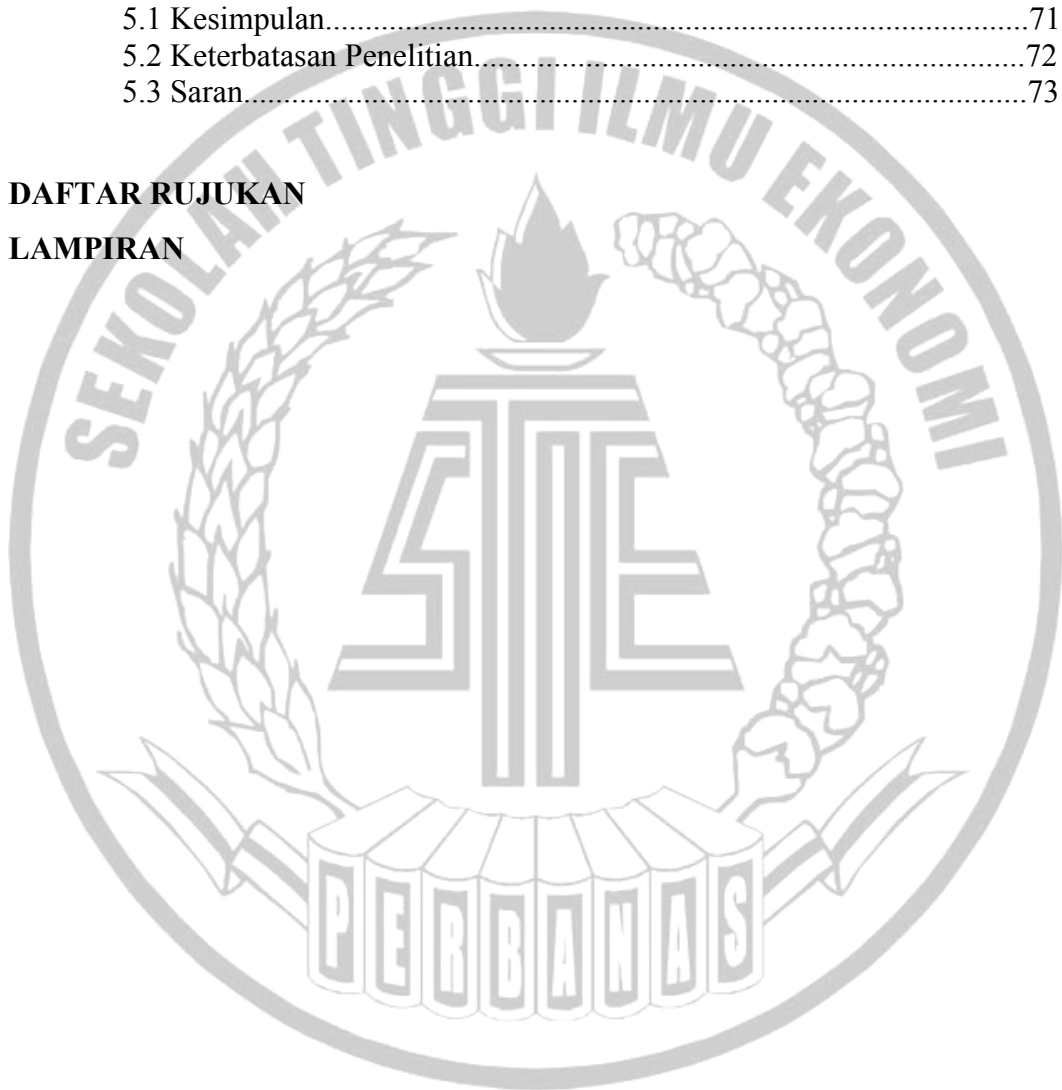 5.1 Kesimpulan................................................................................................71
5.2 Keterbatasan Penelitian...........................................................................72
5.3 Saran..........................................................................................................73
DAFTAR RUJUKAN
LAMPIRAN
SEKOLAH TINGGI ILMU EKONOMI
STIE
PERBANAS